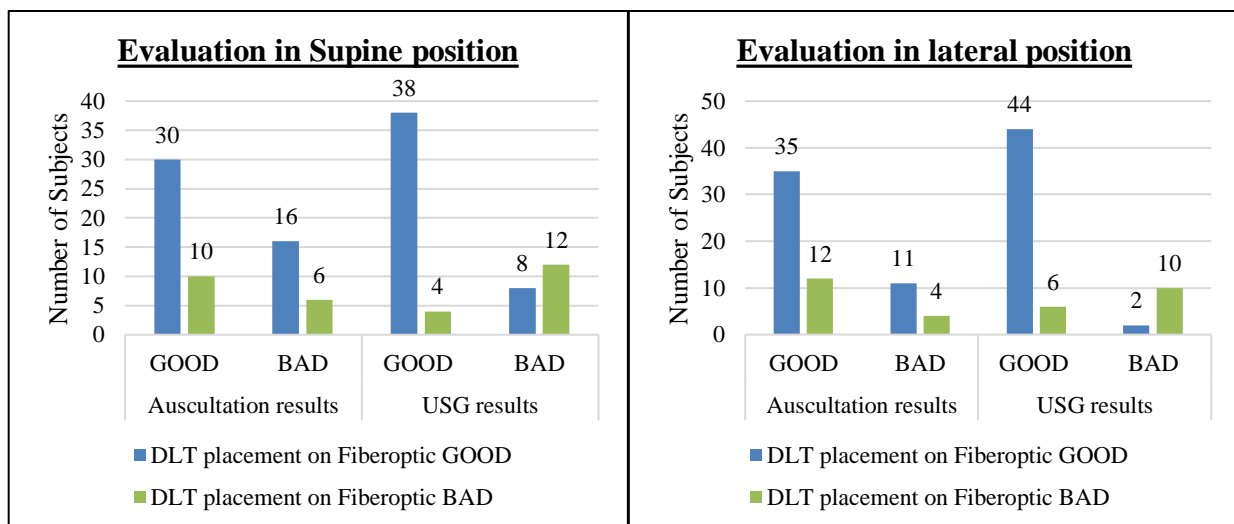 Evaluation in Supine position
Number of Subjects
40
35
30
25
20
15
10
5
0
30
10
16
6
38
4
8
12
GOOD BAD GOOD BAD
Auscultation results USG results
DLT placement on Fiberoptic GOOD
DLT placement on Fiberoptic BAD
Evaluation in lateral position
Number of Subjects
50
40
30
20
10
0
35
12
11
4
44
6
2
10
GOOD BAD GOOD BAD
Auscultation results USG results
DLT placement on Fiberoptic GOOD
DLT placement on Fiberoptic BAD